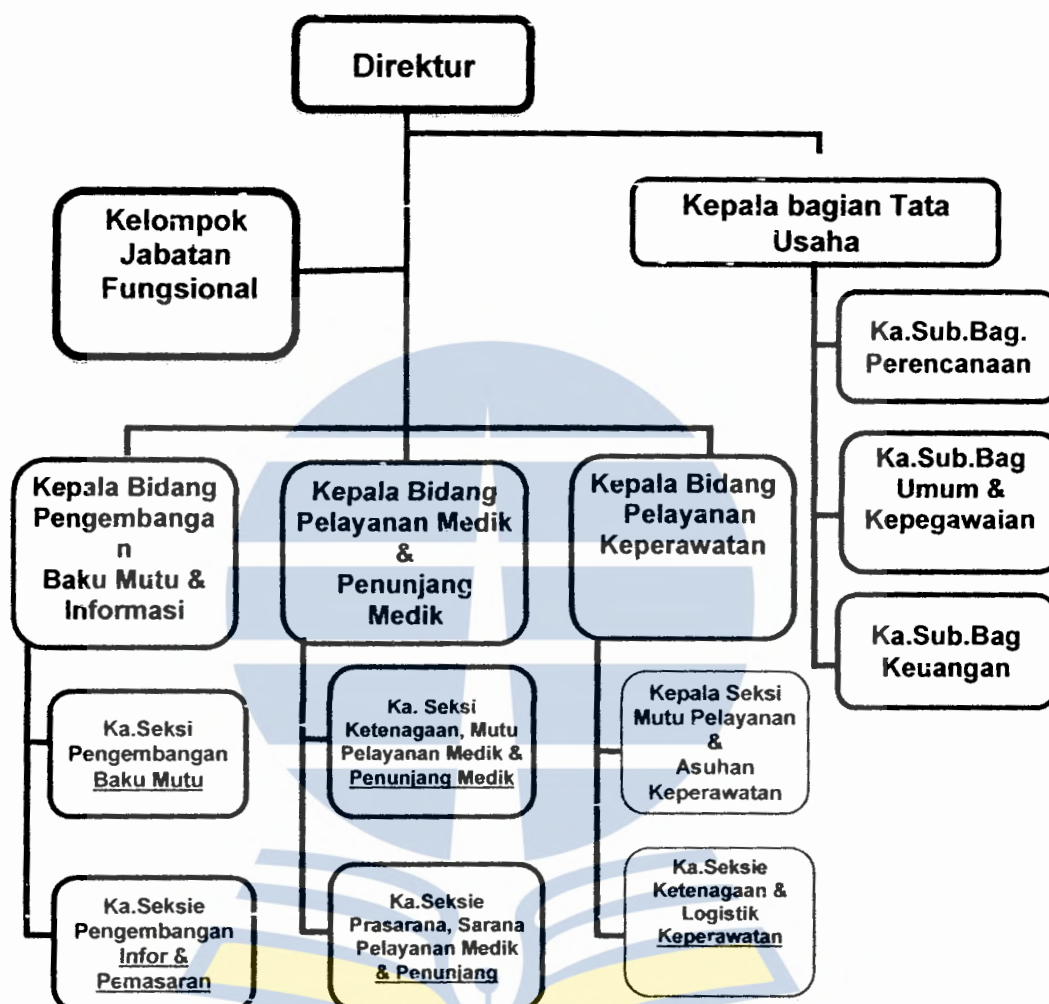 Direktur
Kelompok
Jabatan
Fungsional
Kepala bagian Tata
Usaha
Ka.Sub.Bag.
Perencanaan
Ka.Sub.Bag
Umum &
Kepegawaian
Ka.Sub.Bag
Keuangan
Kepala Bidang
Pengembanga
n
Baku Mutu &
Informasi
Kepala Bidang
Pelayanan Medik
&
Penunjang
Medik
Kepala Bidang
Pelayanan
Keperawatan
Ka.Seksi
Pengembangan
Baku Mutu
Ka. Seksi
Ketenagaan, Mutu
Pelayanan Medik &
Penunjang Medik
Kepala Seksi
Mutu Pelayanan
&
Asuhan
Keperawatan
Ka.Seksie
Pengembangan
Infor &
Pemasaran
Ka.Seksie
Prasarana, Sarana
Pelayanan Medik
& Penunjang
Ka.Seksie
Ketenagaan &
Logistik
Keperawatan